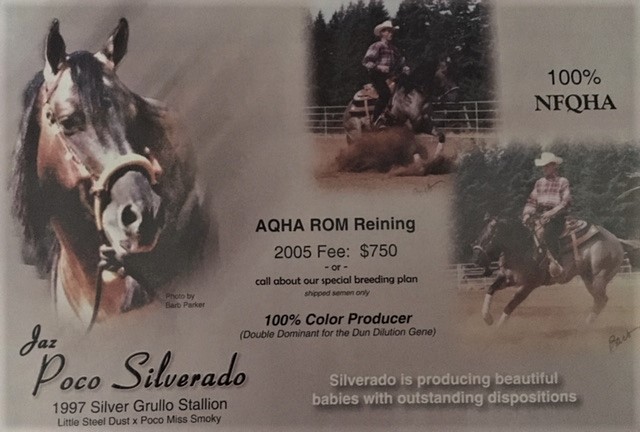 100%
NFQHA
AQHA ROM Reining
2005 Fee: $750
- or -
call about our special breeding plan
shipped semen only
Photo by
Barb Parker
100% Color Producer
(Double Dominant for the Dun Dilution Gene)
Jaz
Poco Silverado
1997 Silver Grullo Stallion
Little Steel Dust x Poco Miss Smoky
Silverado is producing beautiful
babies with outstanding dispositions